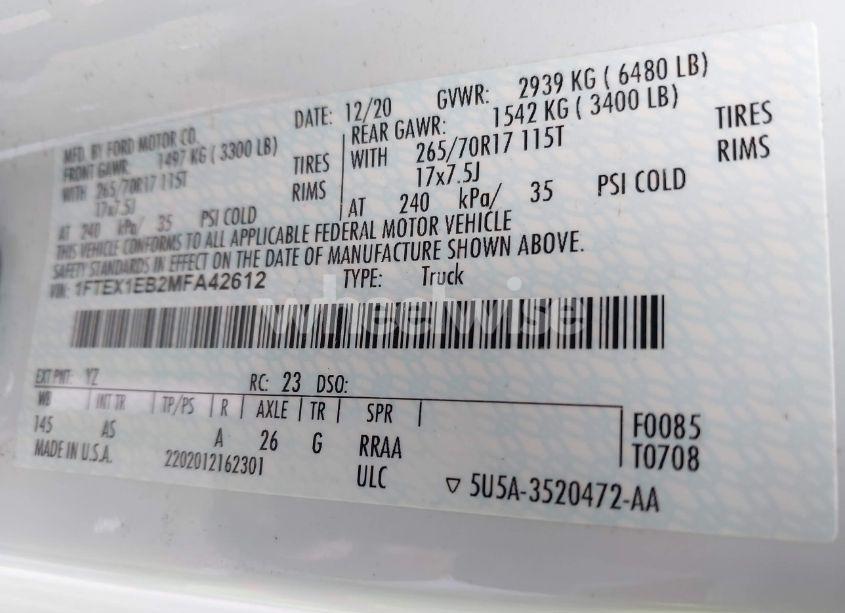 MFD. BY FORD MOTOR CO.
DATE: 12/20 GVWR: 2939 KG ( 6480 LB)
FRONT GAWR: 1497 KG ( 3300 LB)
REAR GAWR: 1542 KG ( 3400 LB)
WITH 265/70R17 115T TIRES
WITH 265/70R17 115T TIRES
17x7.5J RIMS
17x7.5J RIMS
AT 240 kPa/ 35 PSI COLD
AT 240 kPa/ 35 PSI COLD
THIS VEHICLE CONFORMS TO ALL APPLICABLE FEDERAL MOTOR VEHICLE
SAFETY STANDARDS IN EFFECT ON THE DATE OF MANUFACTURE SHOWN ABOVE.
VIN: 1FTEX1EB2MFA42612 TYPE: Truck
wheelwise
EXT PNT: YZ RC: 23 DSO:
WB INT TR TP/PS R AXLE TR SPR
145 AS A 26 G RRAA
F0085
T0708
MADE IN U.S.A. 2202012162301 ULC
▽ 5U5A-3520472-AA